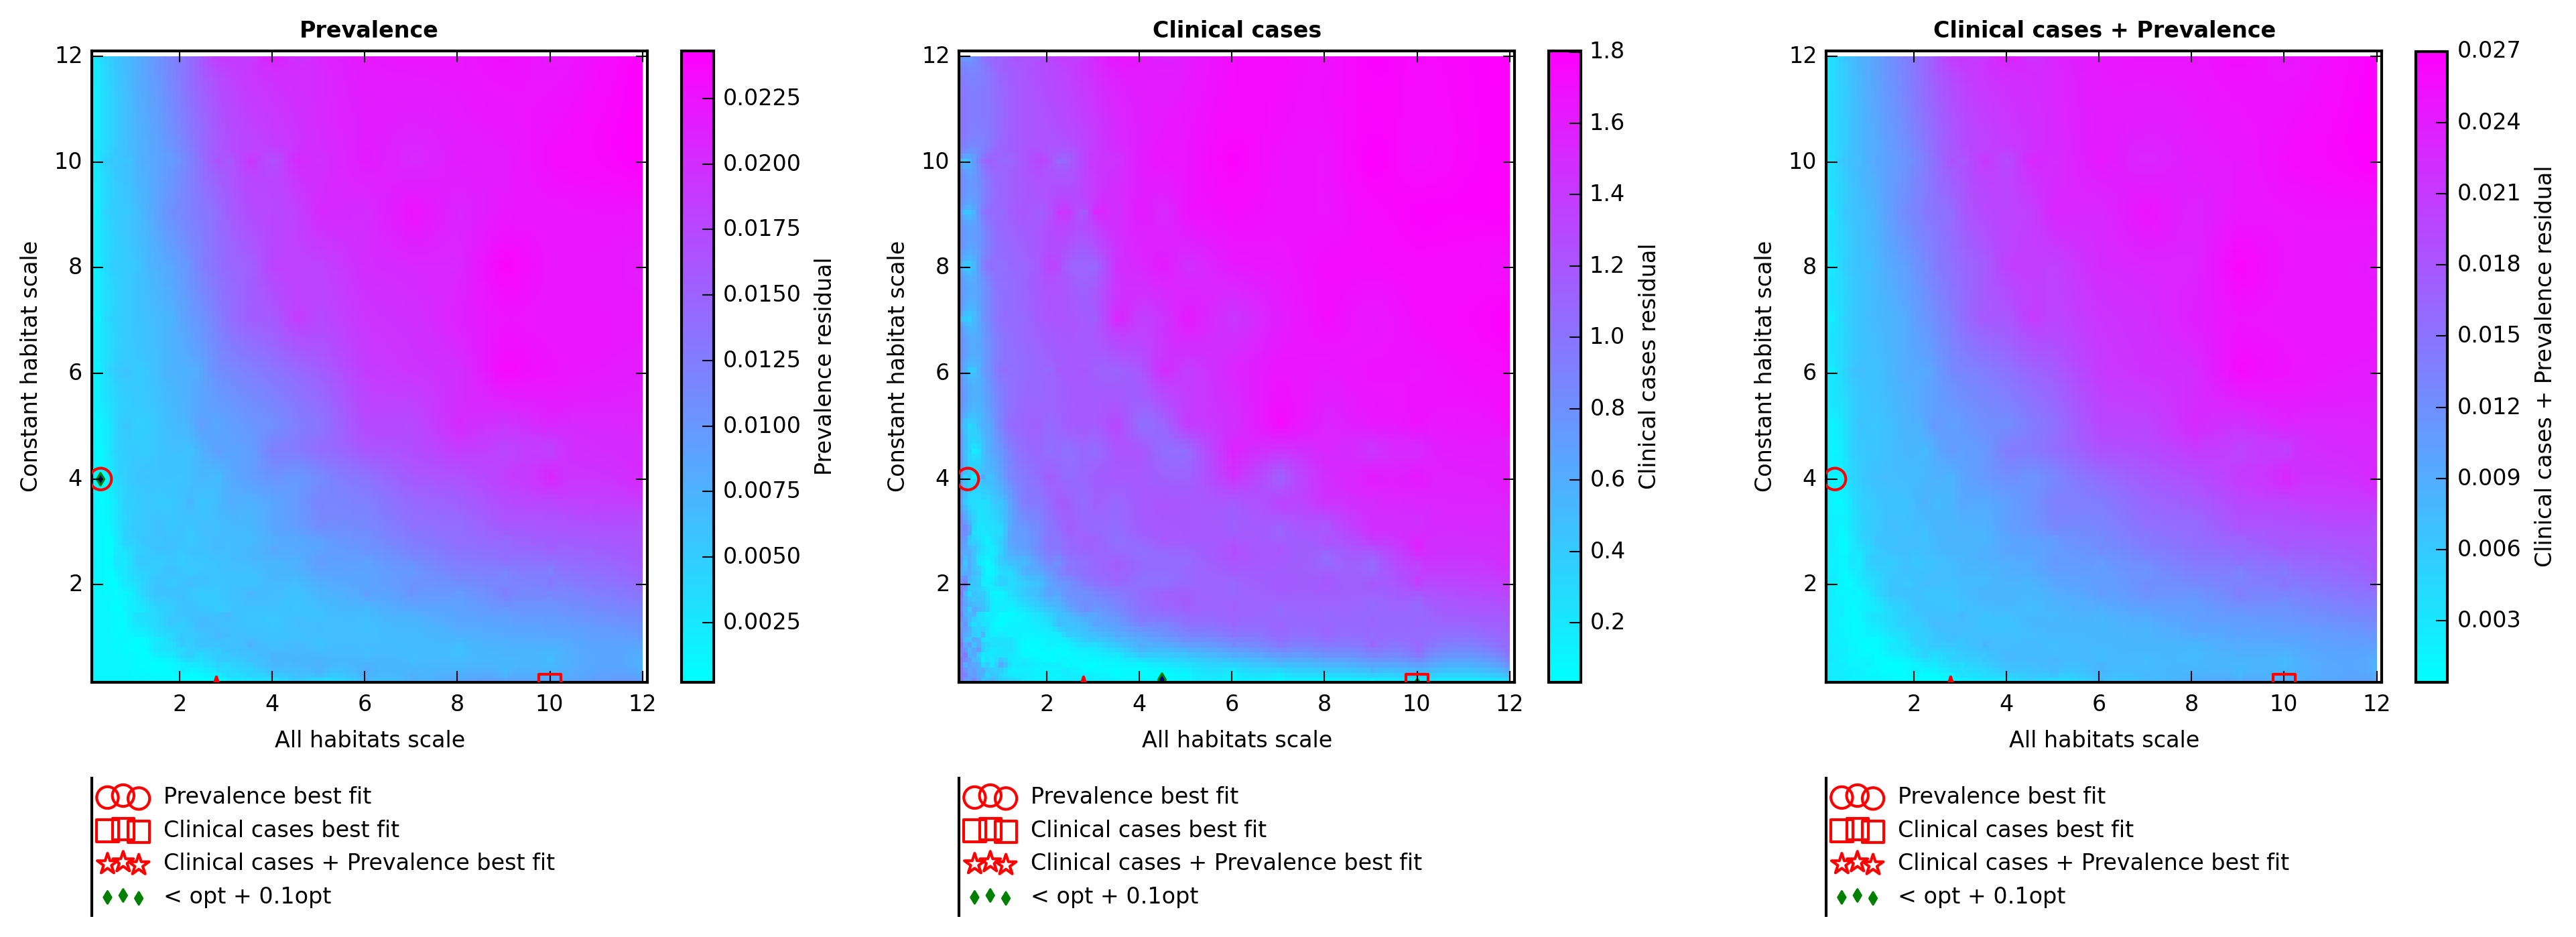 Prevalence
12
10
8
6
4
2
Constant habitat scale
2 4 6 8 10 12
All habitats scale
0.0225
0.0200
0.0175
0.0150
0.0125
0.0100
0.0075
0.0050
0.0025
Prevalence residual
Prevalence best fit
Clinical cases best fit
Clinical cases + Prevalence best fit
< opt + 0.1opt
Clinical cases
12
10
8
6
4
2
Constant habitat scale
2 4 6 8 10 12
All habitats scale
1.8
1.6
1.4
1.2
1.0
0.8
0.6
0.4
0.2
Clinical cases residual
Prevalence best fit
Clinical cases best fit
Clinical cases + Prevalence best fit
< opt + 0.1opt
Clinical cases + Prevalence
12
10
8
6
4
2
Constant habitat scale
2 4 6 8 10 12
All habitats scale
0.027
0.024
0.021
0.018
0.015
0.012
0.009
0.006
0.003
Clinical cases + Prevalence residual
Prevalence best fit
Clinical cases best fit
Clinical cases + Prevalence best fit
< opt + 0.1opt